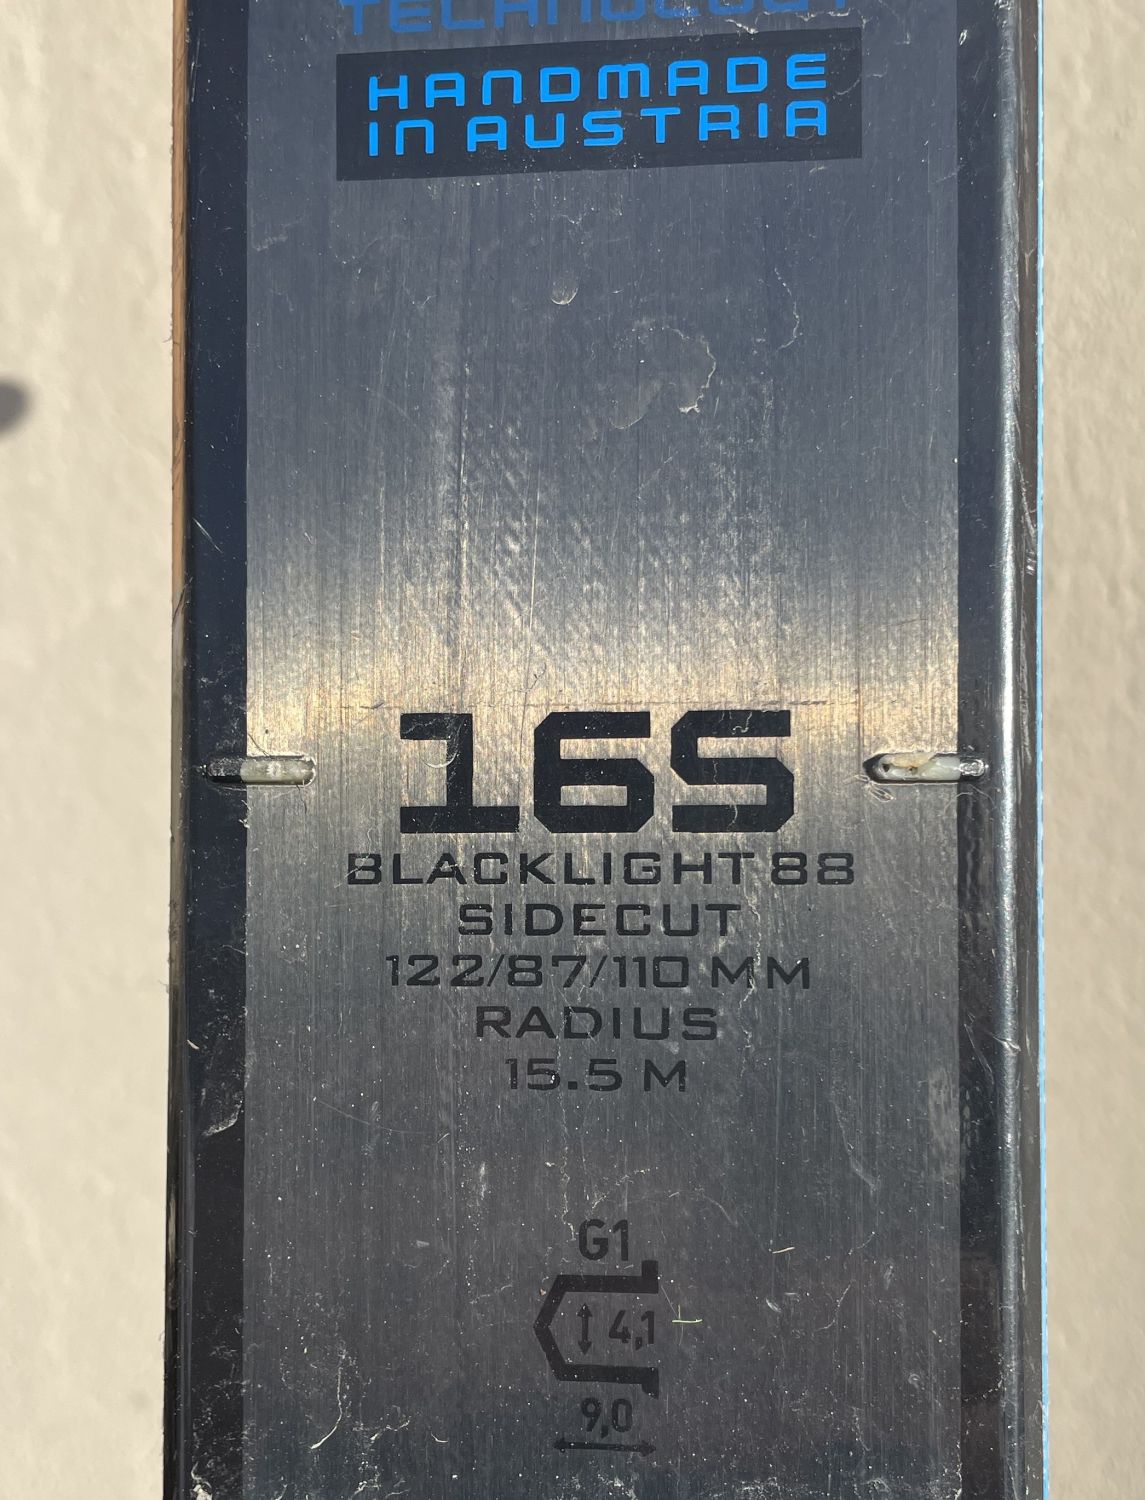 TECHNOLOGY
HANDMADE
IN AUSTRIA
165
BLACKLIGHT 88
SIDECUT
122/87/110 MM
RADIUS
15.5 M
G1
4,1
9,0